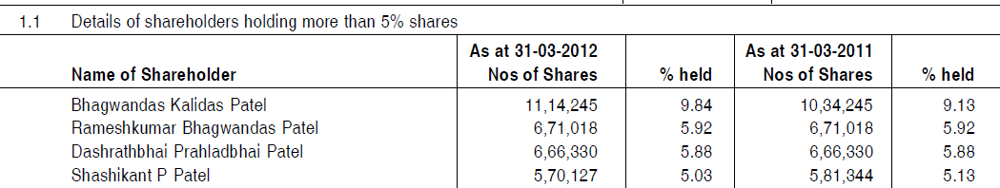 1.1 Details of shareholders holding more than 5% shares
As at 31-03-2012 As at 31-03-2011
Name of Shareholder Nos of Shares % held Nos of Shares % held
Bhagwandas Kalidas Patel 11,14,245 9.84 10,34,245 9.13
Rameshkumar Bhagwandas Patel 6,71,018 5.92 6,71,018 5.92
Dashrathbhai Prahladbhai Patel 6,66,330 5.88 6,66,330 5.88
Shashikant P Patel 5,70,127 5.03 5,81,344 5.13